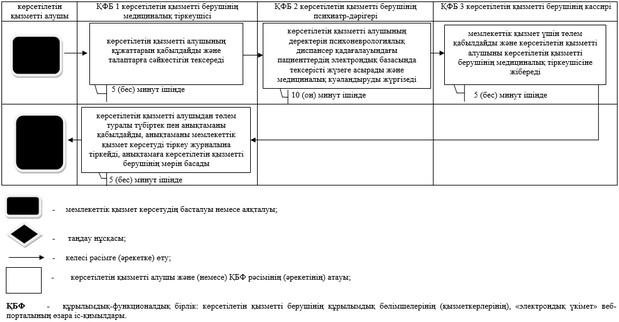 көрсетілетін
қызметті алушы
ҚФБ 1 көрсетілетін қызметті берушінің
медициналық тіркеушісі
ҚФБ 2 көрсетілетін қызметті берушінің
психиатр-дәрігері
ҚФБ 3 көрсетілетін қызметті берушінің кассирі
көрсетілетін қызметті алушының
құжаттарын қабылдайды және
талаптарға сәйкестігін тексереді
5 (бес) минут ішінде
көрсетілетін қызметті алушының
деректерін психоневрологиялық
диспансер қадағалауындағы
пациенттердің электрондық базасында
тексерісті жүзеге асырады және
медициналық куәландыруды жүргізеді
10 (он) минут ішінде
мемлекеттік қызмет үшін төлем
қабылдайды және көрсетілетін қызметті
алушыны көрсетілетін қызметті
берушінің медициналық тіркеушісіне
жібереді
5 (бес) минут ішінде
көрсетілетін қызметті алушыдан төлем
туралы түбіртек пен анықтаманы
қабылдайды, анықтаманы мемлекеттік
қызмет көрсетуді тіркеу журналына
тіркейді, анықтамаға көрсетілетін қызметті
берушінің мөрін басады
5 (бес) минут ішінде
- мемлекеттік қызмет көрсетудің басталуы немесе аяқталуы;
- таңдау нұсқасы;
- келесі рәсімге (әрекетке) өту;
- көрсетілетін қызметті алушы және (немесе) ҚБФ рәсімінің (әрекетінің) атауы;
ҚБФ - құрылымдық-функционалдық бірлік: көрсетілетін қызметті берушінің құрылымдық бөлімшелерінің (қызметкерлерінің), «электрондық үкімет» веб-
порталының өзара іс-қимылдары.